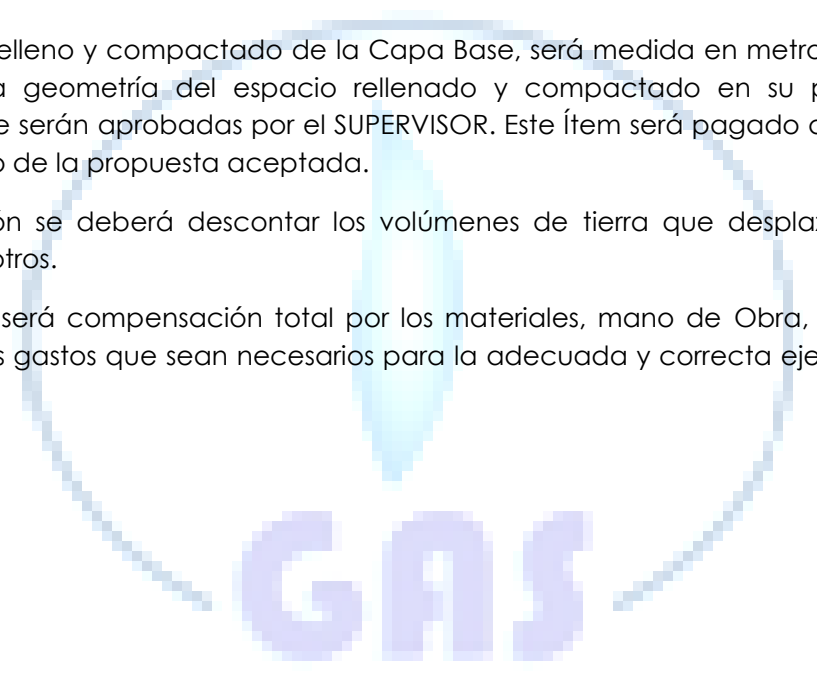 elleno y compactado de la Capa Base, será medida en metro
a geometría del espacio rellenado y compactado en su p
e serán aprobadas por el SUPERVISOR. Este Ítem será pagado
o de la propuesta aceptada.
ón se deberá descontar los volúmenes de tierra que despla
otros.
será compensación total por los materiales, mano de Obra,
s gastos que sean necesarios para la adecuada y correcta eje
GAS